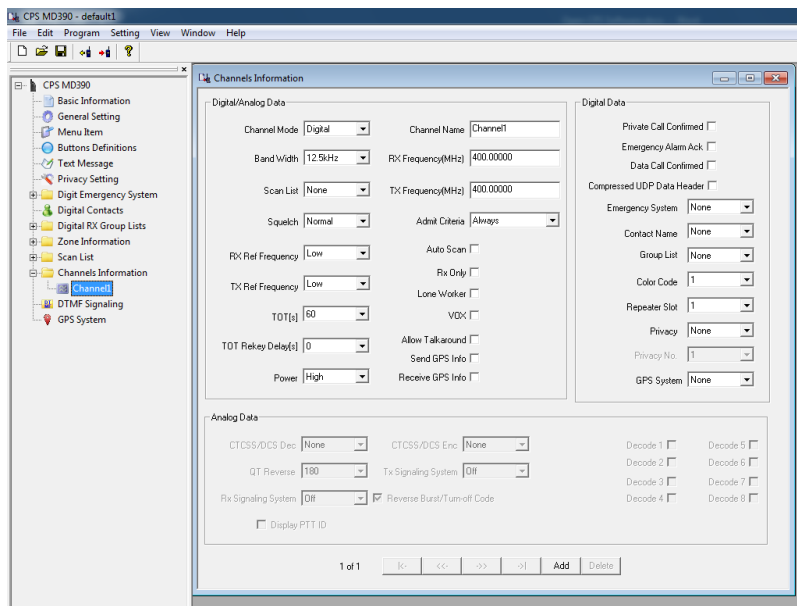 CPS MD390 - default1
File Edit Program Setting View Window Help
CPS MD390
Basic Information
General Setting
Menu Item
Buttons Definitions
Text Message
Privacy Setting
Digit Emergency System
Digital Contacts
Digital RX Group Lists
Zone Information
Scan List
Channels Information
Channel1
DTMF Signaling
GPS System
Channels Information
Digital/Analog Data
Channel Mode Digital
Band Width 12.5kHz
Scan List None
Squelch Normal
RX Ref Frequency Low
TX Ref Frequency Low
TOT[s] 60
TOT Rekey Delay[s] 0
Power High
Channel Name Channel1
RX Frequency(MHz) 400.00000
TX Frequency(MHz) 400.00000
Admit Criteria Always
Auto Scan
Rx Only
Lone Worker
VOX
Allow Talkaround
Send GPS Info
Receive GPS Info
Digital Data
Private Call Confirmed
Emergency Alarm Ack
Data Call Confirmed
Compressed UDP Data Header
Emergency System None
Contact Name None
Group List None
Color Code 1
Repeater Slot 1
Privacy None
Privacy No. 1
GPS System None
Analog Data
CTCSS/DCS Dec None
CTCSS/DCS Enc None
QT Reverse 180
Tx Signaling System Off
Rx Signaling System Off
Reverse Burst/Turn-off Code
Display PTT ID
Decode 1 Decode 5
Decode 2 Decode 6
Decode 3 Decode 7
Decode 4 Decode 8
1 of 1 |<- <<- ->> ->| Add Delete